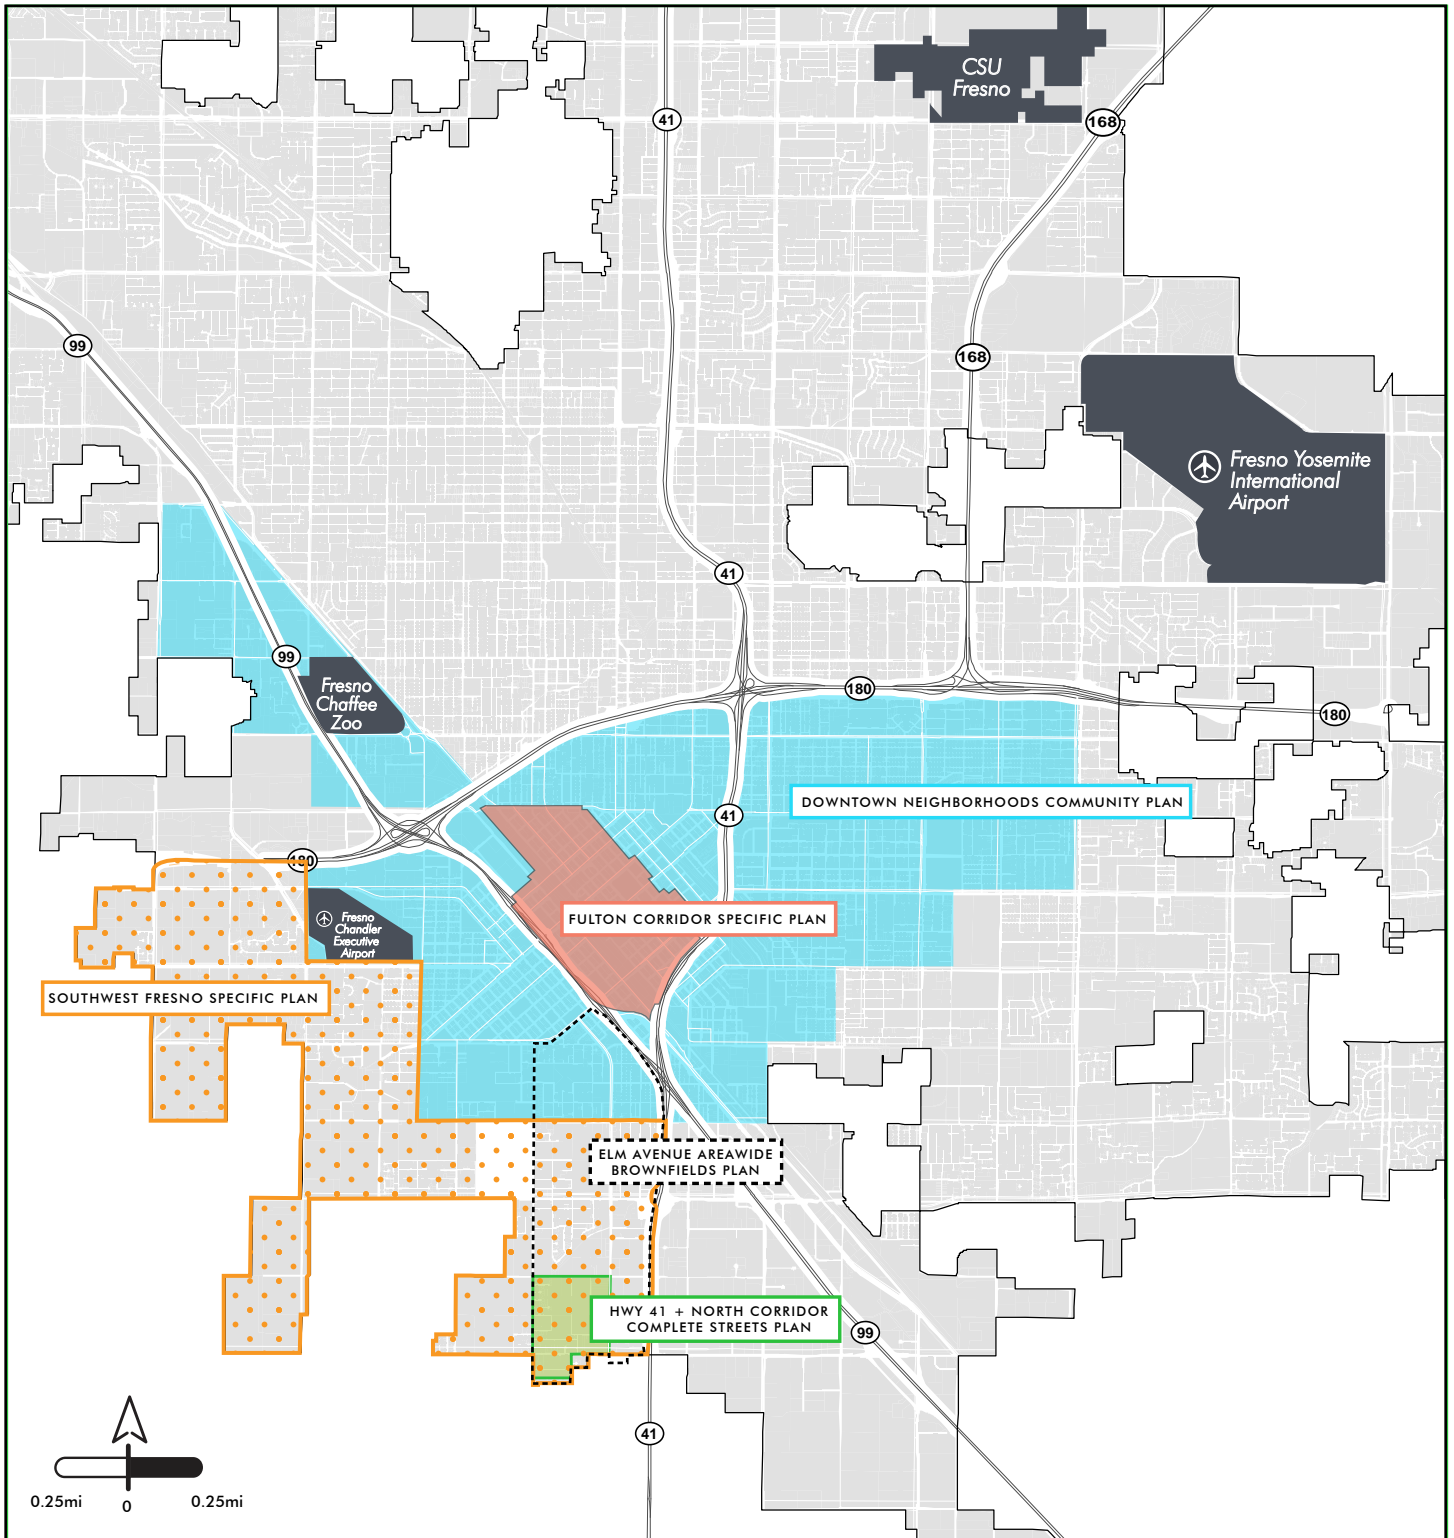 CSU
Fresno
41
168
99
168
Fresno Yosemite
International
Airport
41
99
Fresno
Chaffee
Zoo
180
180
DOWNTOWN NEIGHBORHOODS COMMUNITY PLAN
41
180
Fresno
Chandler
Executive
Airport
FULTON CORRIDOR SPECIFIC PLAN
SOUTHWEST FRESNO SPECIFIC PLAN
ELM AVENUE AREAWIDE
BROWNFIELDS PLAN
HWY 41 + NORTH CORRIDOR
COMPLETE STREETS PLAN
99
41
0.25mi
0
0.25mi